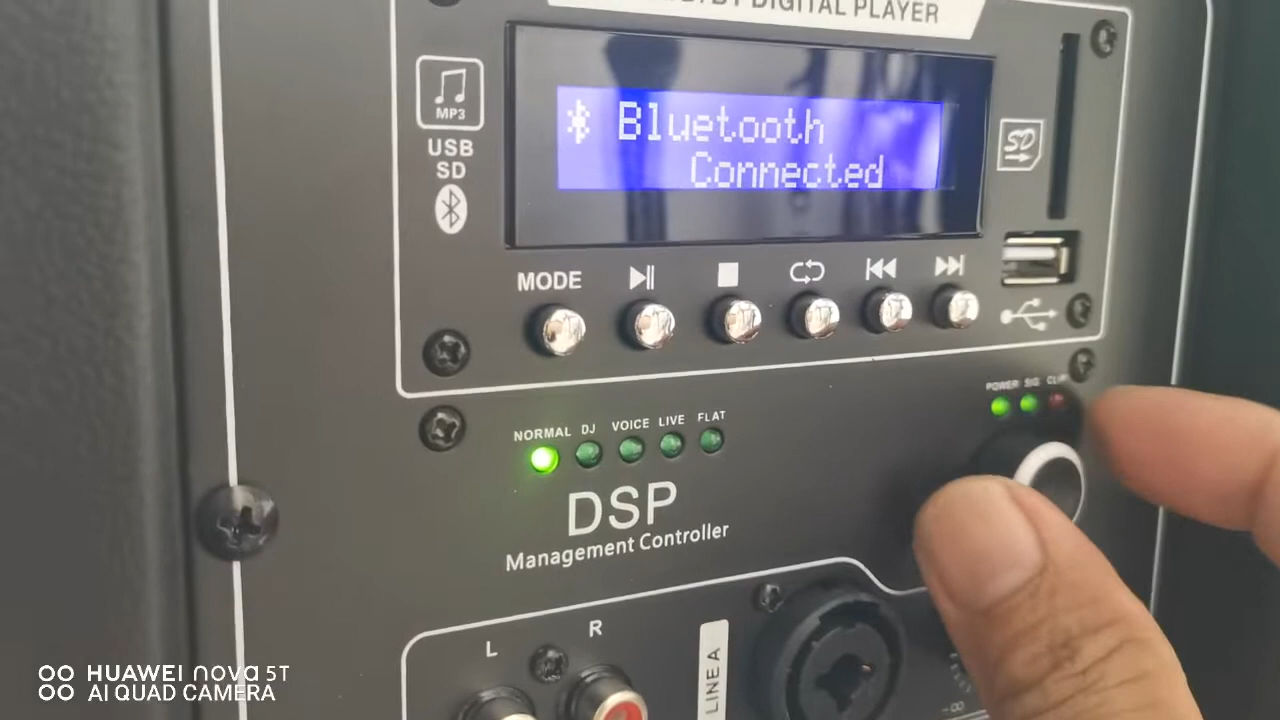 DIGITAL PLAYER
MP3
USB
SD
Bluetooth
Connected
SD
MODE
POWER SIG CLIP
NORMAL DJ VOICE LIVE FLAT
DSP
Management Controller
L R
LINE A
-∞
HUAWEI nova 5T
AI QUAD CAMERA